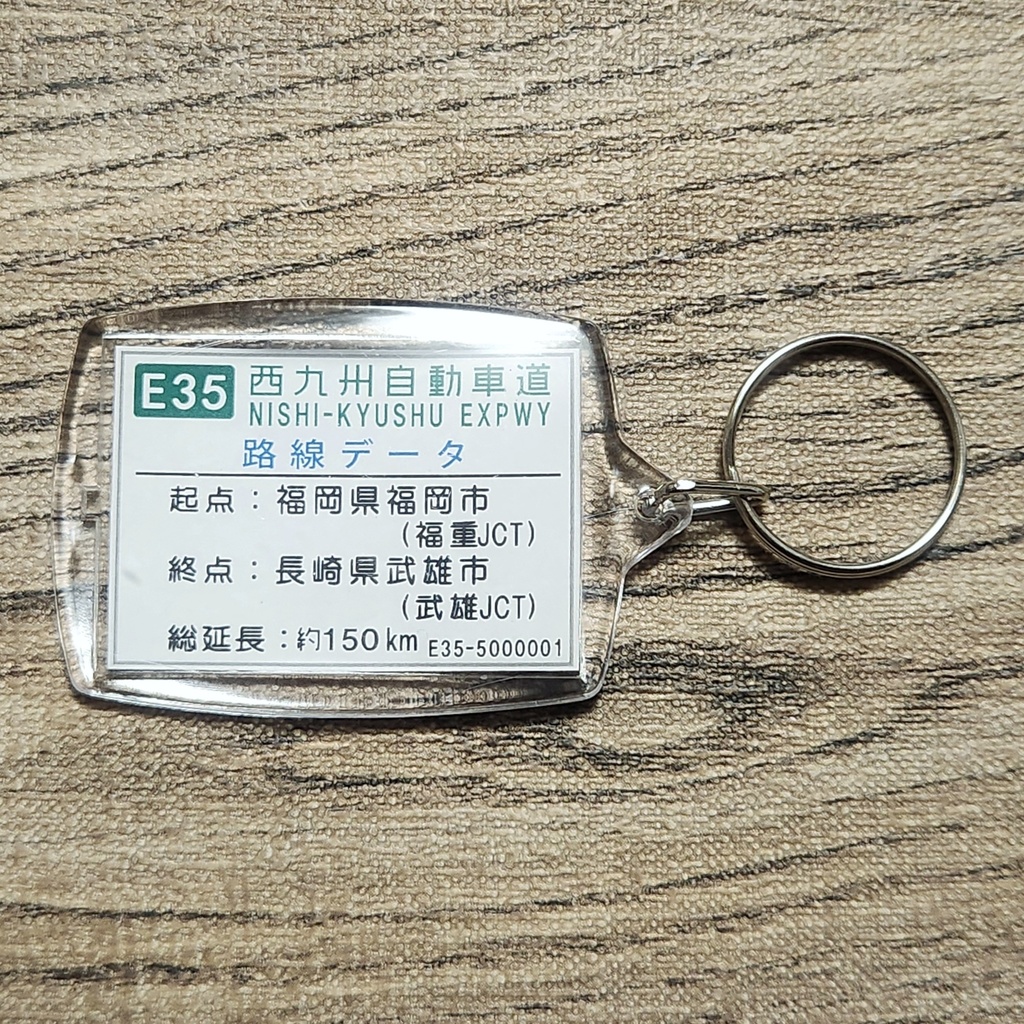 E35 西九州自動車道
NISHI-KYUSHU EXPWY
路線データ
起点：福岡県福岡市
(福重JCT)
終点：長崎県武雄市
(武雄JCT)
総延長：約150km E35-5000001